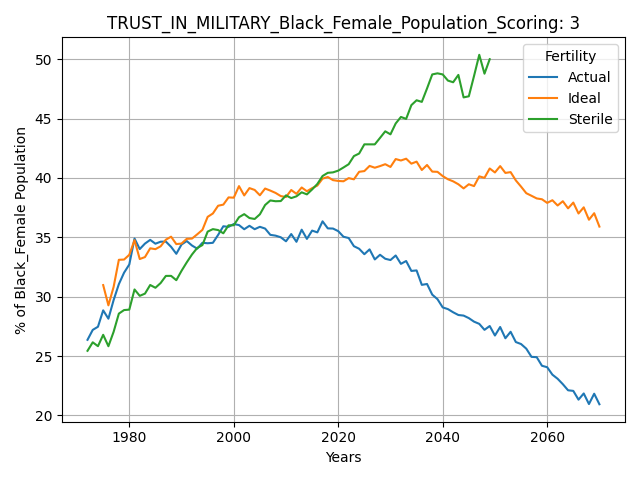 TRUST_IN_MILITARY_Black_Female_Population_Scoring: 3
% of Black_Female Population
50
45
40
35
30
25
20
Fertility
Actual
Ideal
Sterile
1980
2000
2020
2040
2060
Years